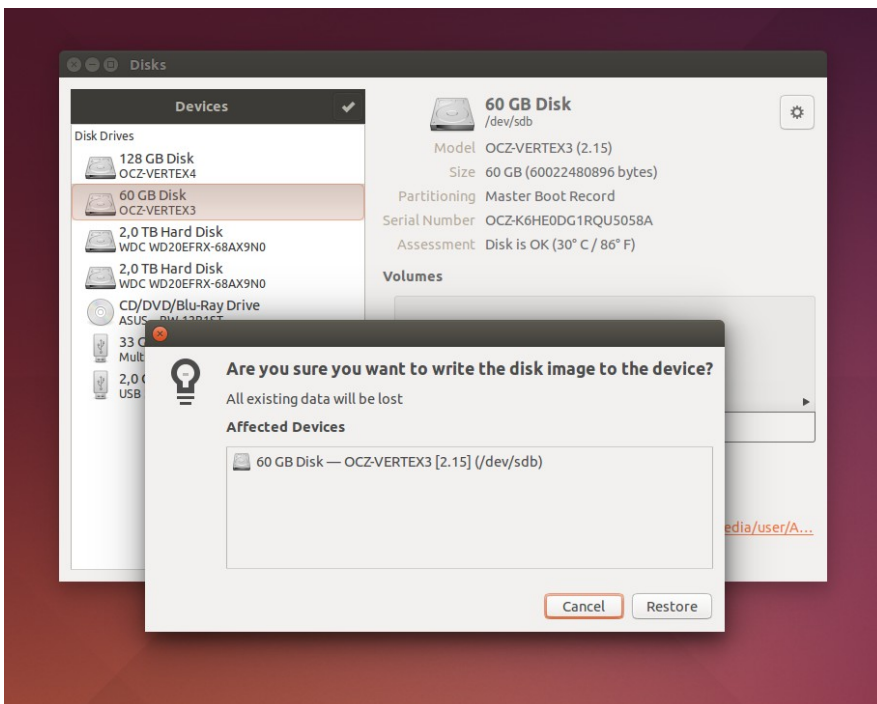 Disks
Devices
Disk Drives
128 GB Disk
OCZ-VERTEX4
60 GB Disk
OCZ-VERTEX3
2,0 TB Hard Disk
WDC WD20EFRX-68AX9N0
2,0 TB Hard Disk
WDC WD20EFRX-68AX9N0
CD/DVD/Blu-Ray Drive
ASUS
33
Mult
2,0
USB
60 GB Disk
/dev/sdb
Model OCZ-VERTEX3 (2.15)
Size 60 GB (60022480896 bytes)
Partitioning Master Boot Record
Serial Number OCZ-K6HE0DG1RQU5058A
Assessment Disk is OK (30° C / 86° F)
Volumes
edia/user/A...
Are you sure you want to write the disk image to the device?
All existing data will be lost
Affected Devices
60 GB Disk — OCZ-VERTEX3 [2.15] (/dev/sdb)
Cancel Restore